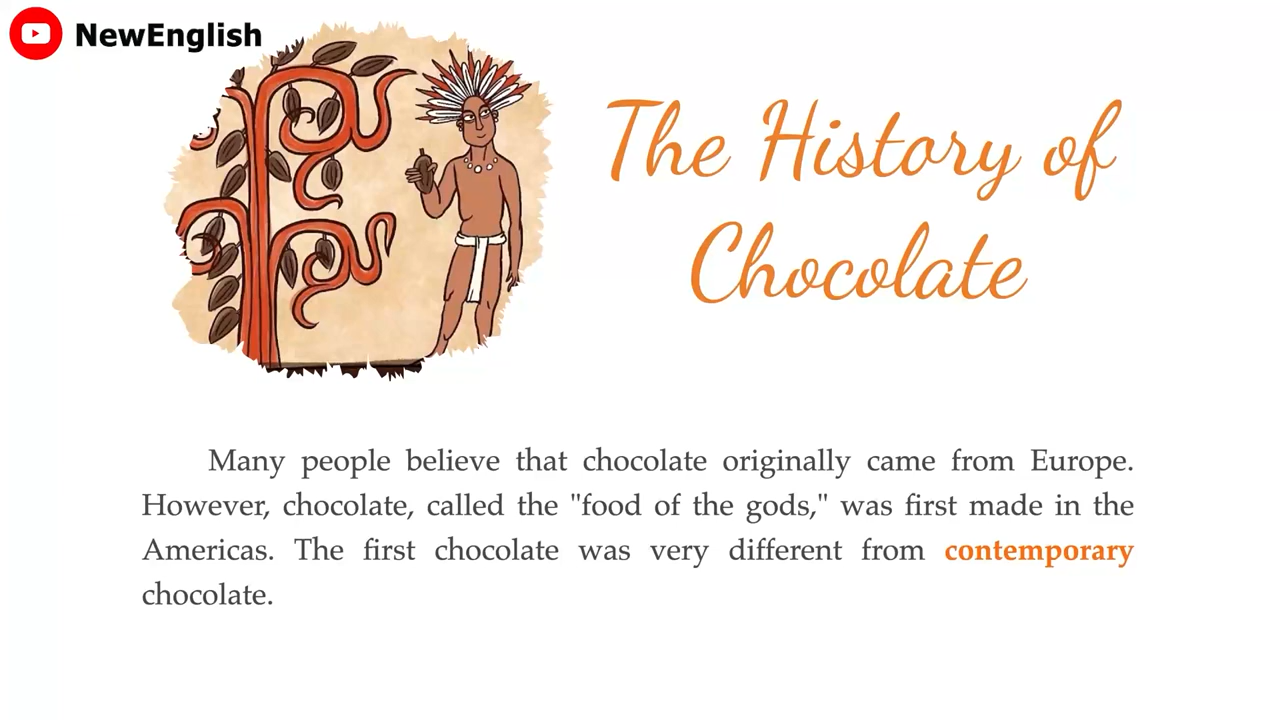 NewEnglish
The History of
Chocolate
Many people believe that chocolate originally came from Europe.
However, chocolate, called the "food of the gods," was first made in the
Americas. The first chocolate was very different from contemporary
chocolate.